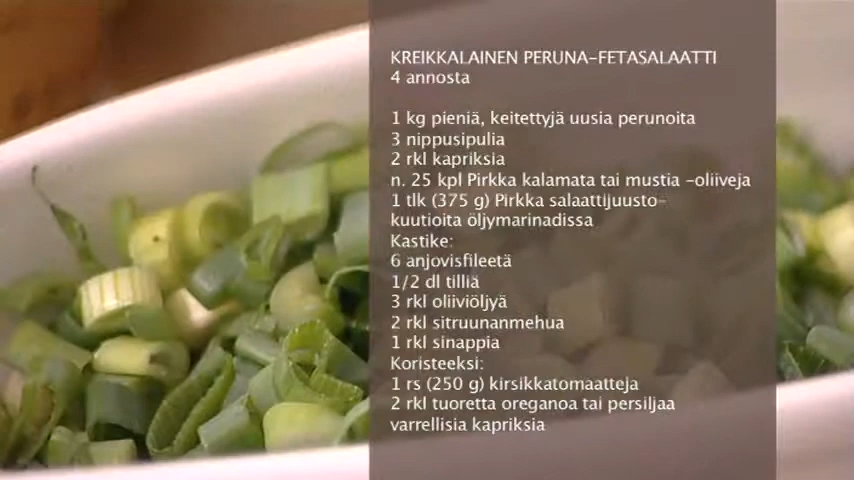 KREIKKALAINEN PERUNA-FETASALAATTI
4 annosta
1 kg pieniä, keitettyjä uusia perunoita
3 nippusipulia
2 rkl kapriksia
n. 25 kpl Pirkka kalamata tai mustia -oliiveja
1 tlk (375 g) Pirkka salaattijuusto-
kuutioita öljymarinadissa
Kastike:
6 anjovisfileetä
1/2 dl tilliä
3 rkl oliiviöljyä
2 rkl sitruunanmehua
1 rkl sinappia
Koristeeksi:
1 rs (250 g) kirsikkatomaatteja
2 rkl tuoretta oreganoa tai persiljaa
varrellisia kapriksia